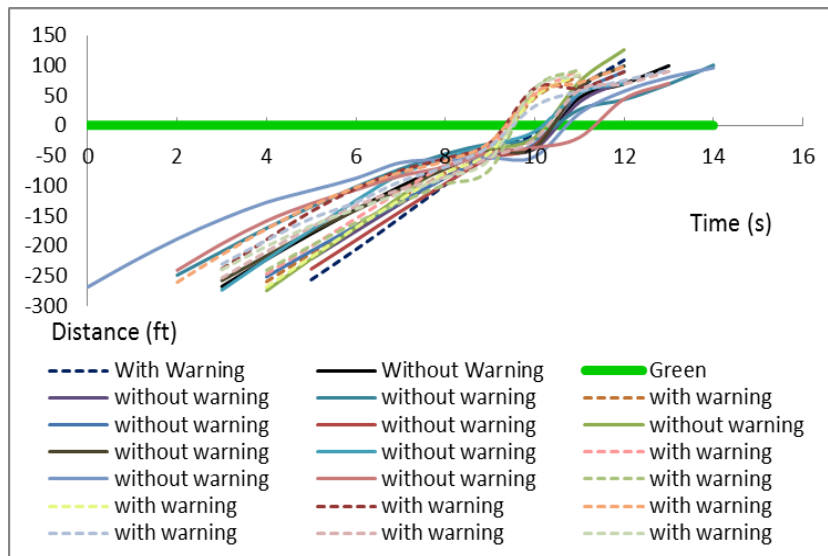 150
100
50
0
-50
-100
-150
-200
-250
-300
0 2 4 6 8 10 12 14 16
Time (s)
Distance (ft)
With Warning Without Warning Green
without warning without warning with warning
without warning without warning without warning
without warning without warning with warning
without warning without warning with warning
with warning with warning with warning
with warning with warning with warning